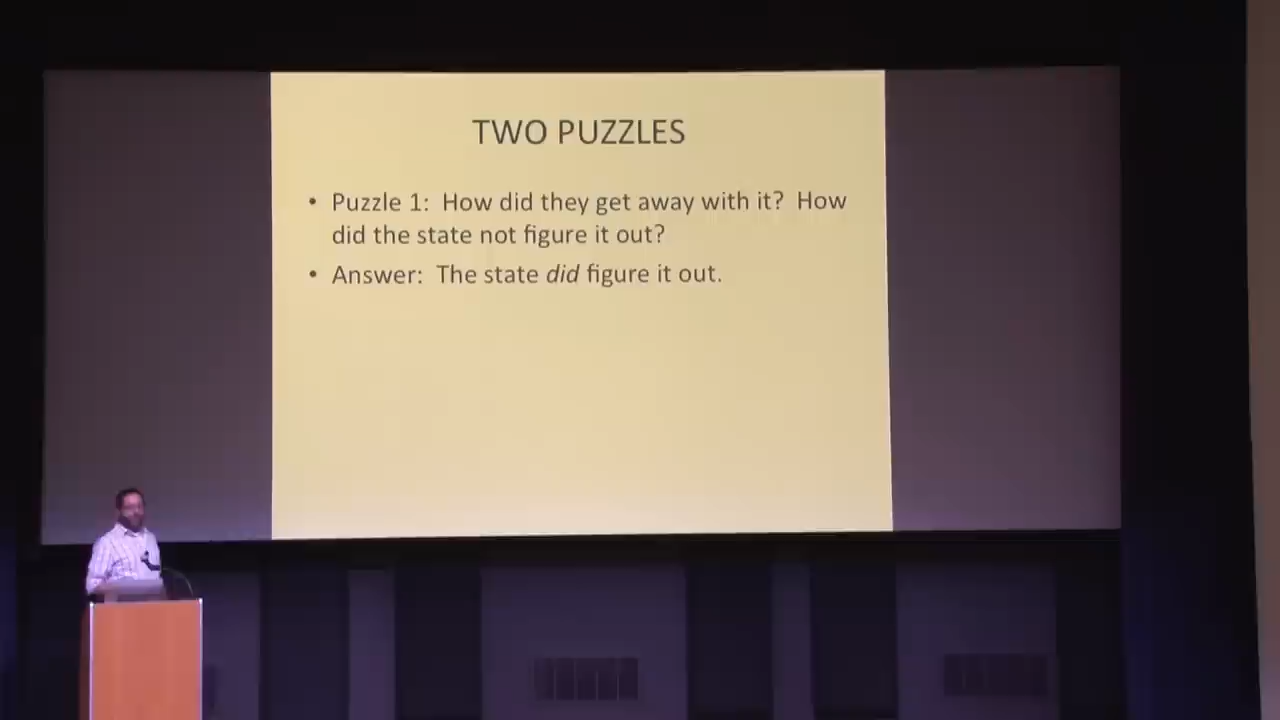 TWO PUZZLES
• Puzzle 1: How did they get away with it? How
did the state not figure it out?
• Answer: The state did figure it out.